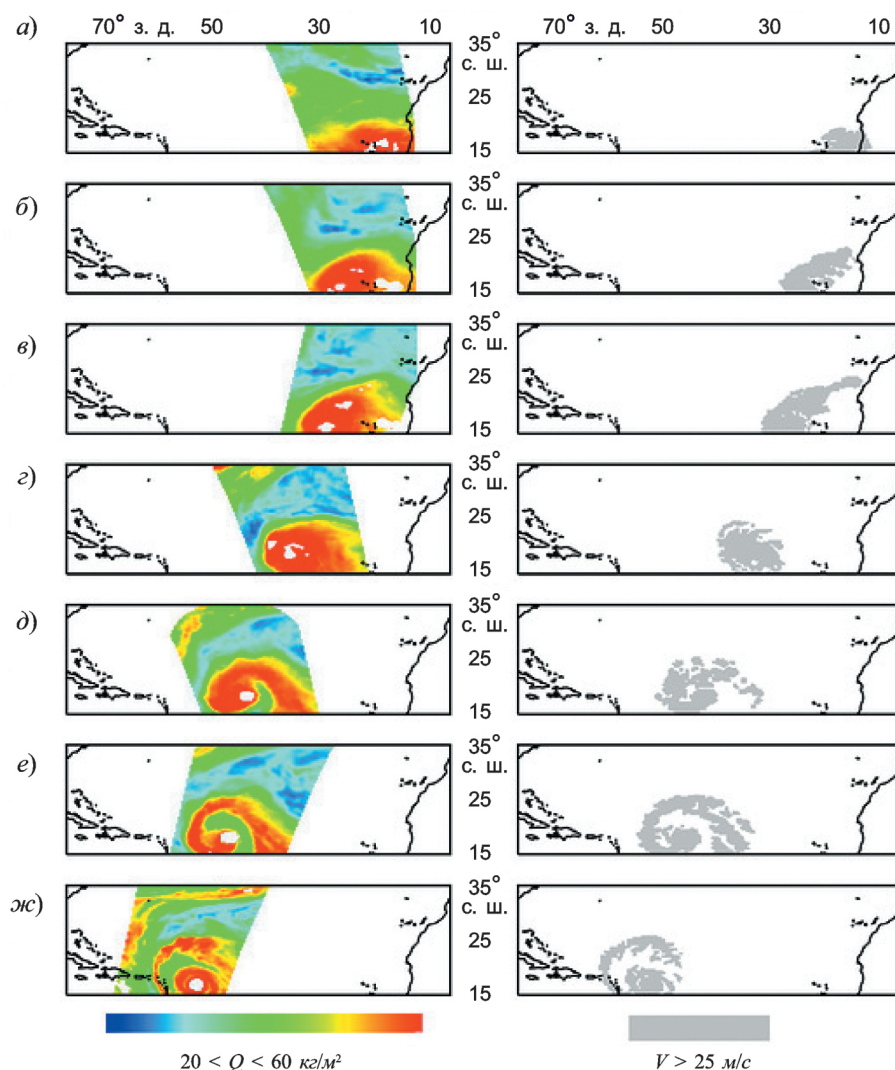 а) 70° з. д. 50 30 10 70° з. д. 50 30 10
35°
с. ш.
25
15
б) 35°
с. ш.
25
15
в) 35°
с. ш.
25
15
г) 35°
с. ш.
25
15
д) 35°
с. ш.
25
15
е) 35°
с. ш.
25
15
ж) 35°
с. ш.
25
15
20 < Q < 60 кг/м² V > 25 м/с